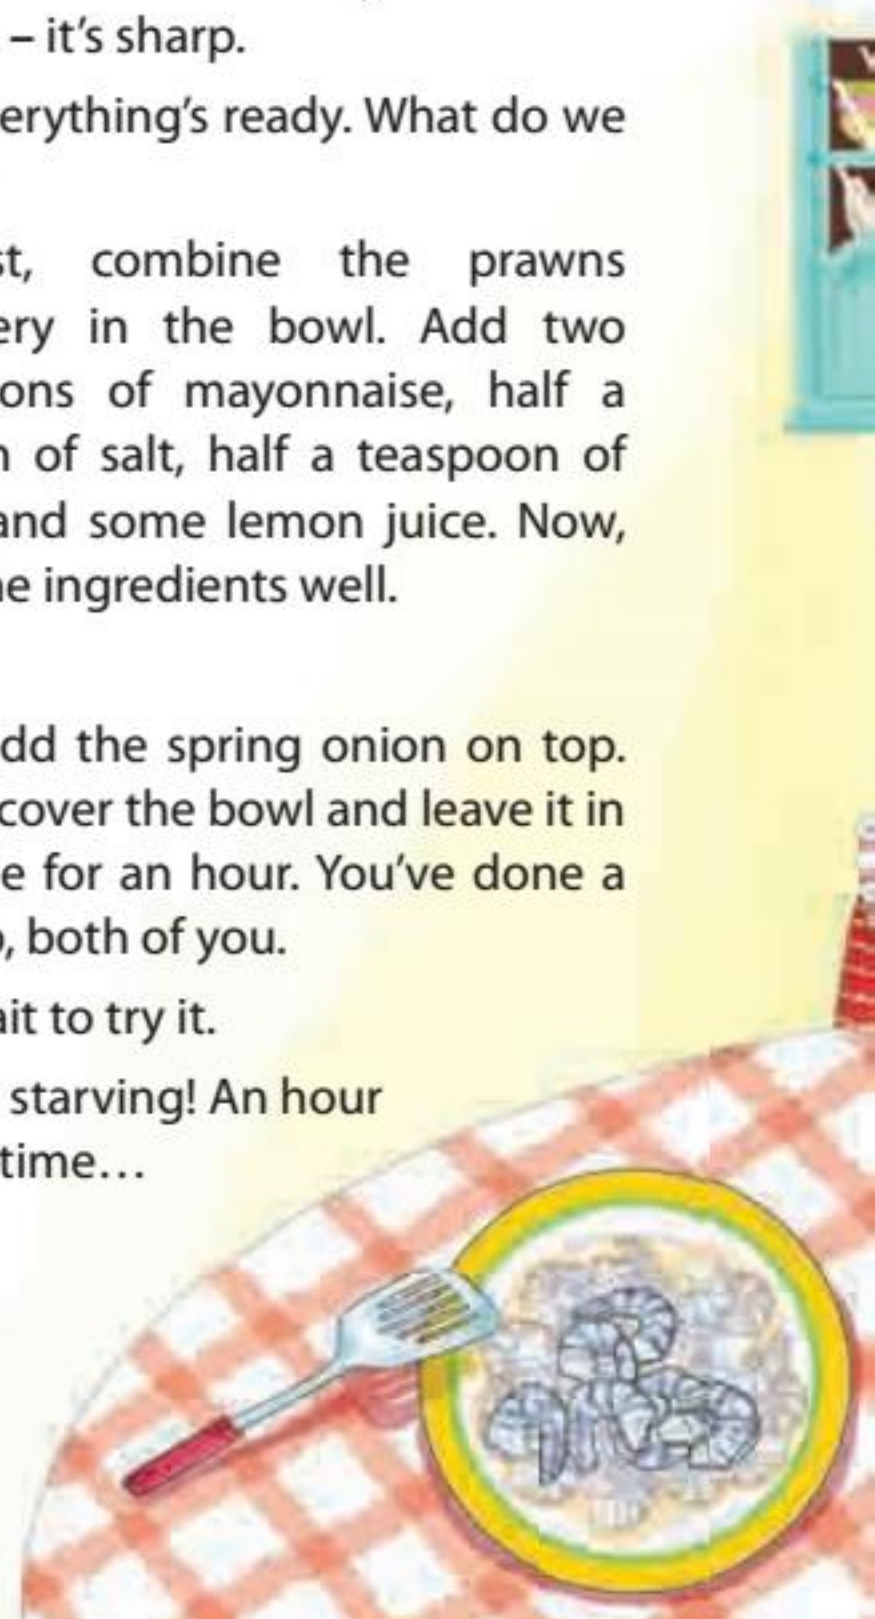 – it's sharp.
erything's ready. What do we
st, combine the prawns
ery in the bowl. Add two
ons of mayonnaise, half a
n of salt, half a teaspoon of
and some lemon juice. Now,
he ingredients well.
dd the spring onion on top.
cover the bowl and leave it in
e for an hour. You've done a
, both of you.
ait to try it.
starving! An hour
time…